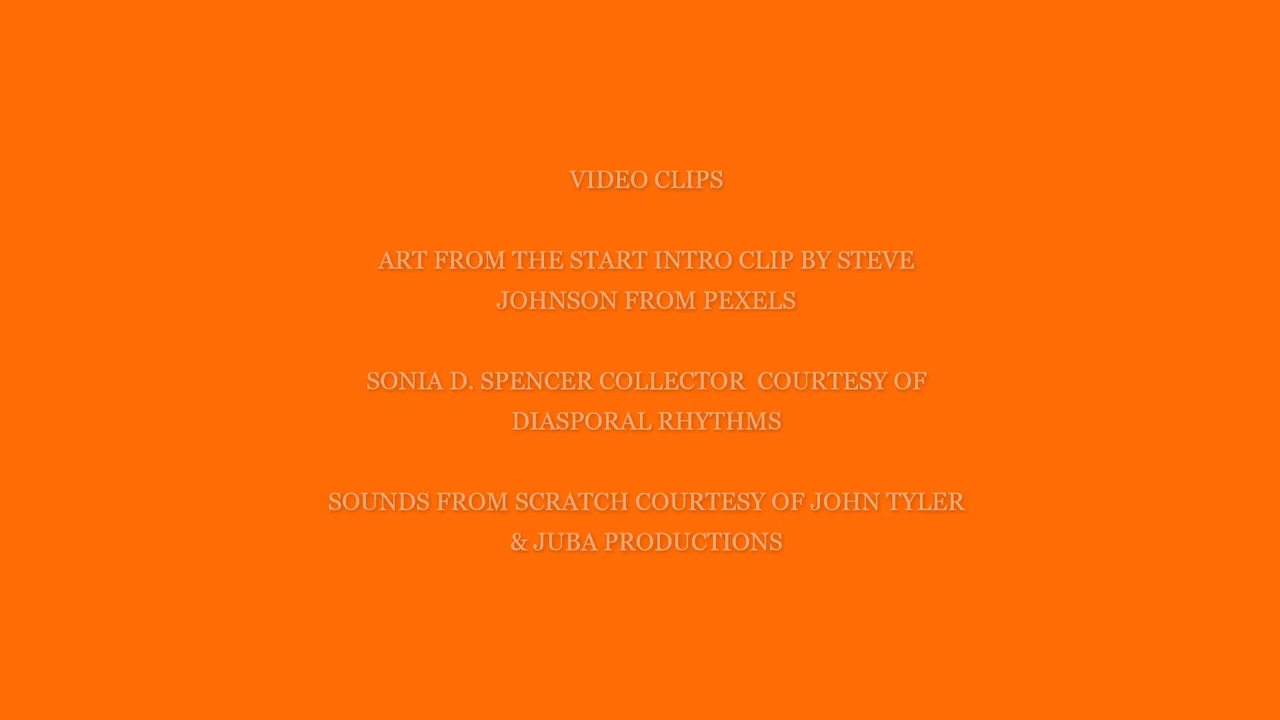 VIDEO CLIPS
ART FROM THE START INTRO CLIP BY STEVE
JOHNSON FROM PEXELS
SONIA D. SPENCER COLLECTOR  COURTESY OF
DIASPORAL RHYTHMS
SOUNDS FROM SCRATCH COURTESY OF JOHN TYLER
& JUBA PRODUCTIONS